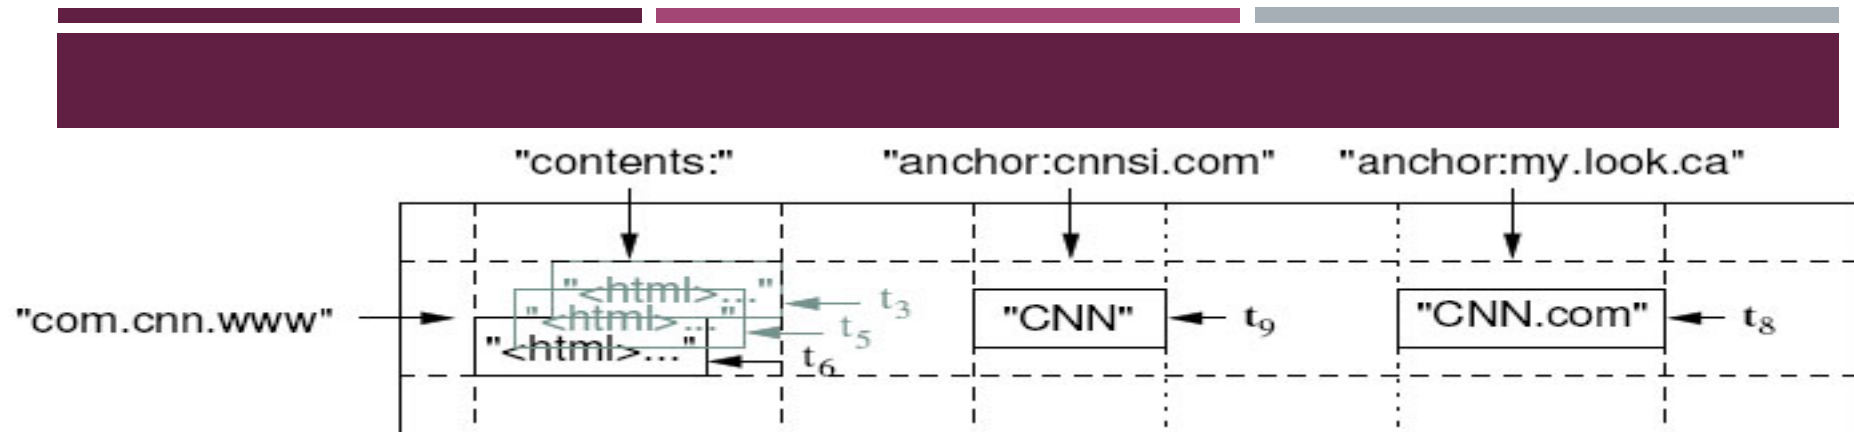 "contents:" "anchor:cnnsi.com" "anchor:my.look.ca"
"<html>..." t3
"com.cnn.www" "<html>..." t5 "CNN" t9 "CNN.com" t8
"<html>..." t6